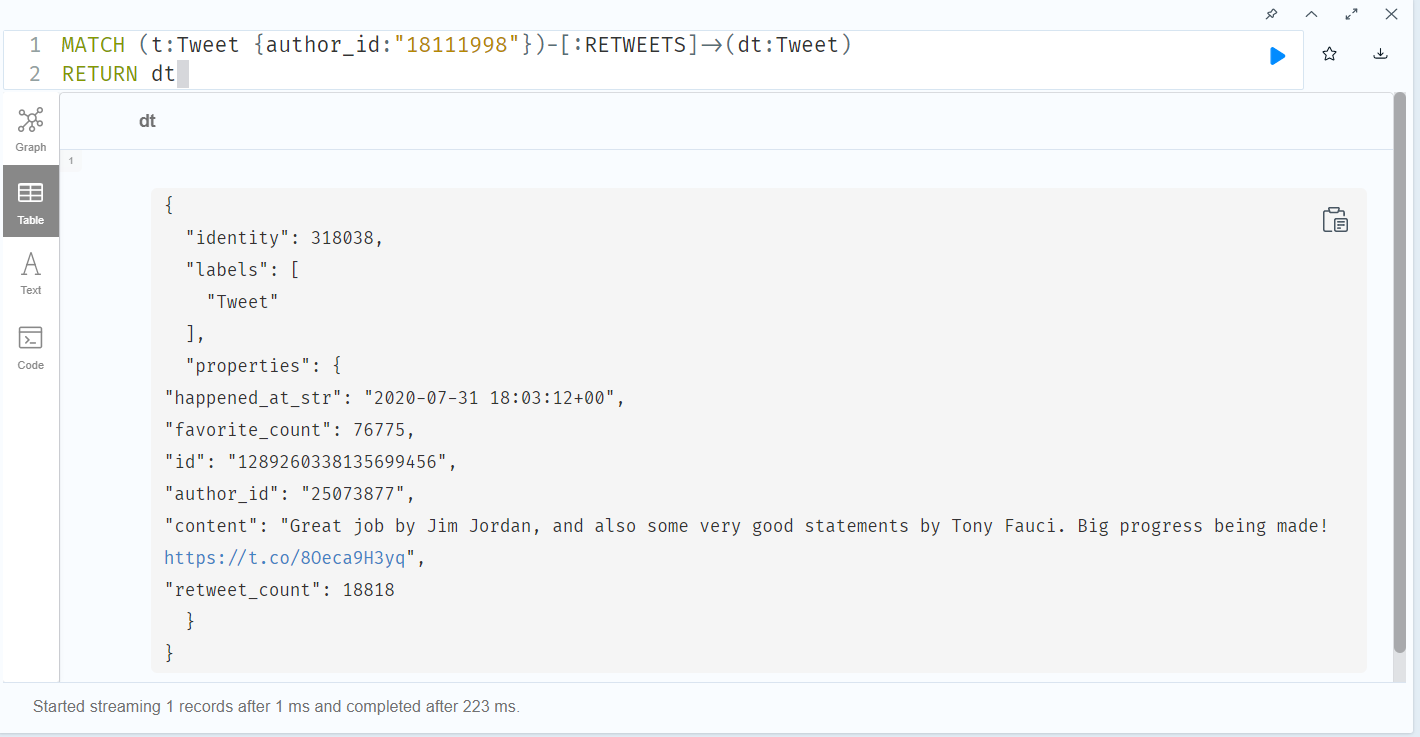 1 MATCH (t:Tweet {author_id:"18111998"})-[:RETWEETS]→(dt:Tweet)
2 RETURN dt
Graph
Table
Text
Code
dt
1
{
"identity": 318038,
"labels": [
"Tweet"
],
"properties": {
"happened_at_str": "2020-07-31 18:03:12+00",
"favorite_count": 76775,
"id": "1289260338135699456",
"author_id": "25073877",
"content": "Great job by Jim Jordan, and also some very good statements by Tony Fauci. Big progress being made!
https://t.co/8Oeca9H3yq",
"retweet_count": 18818
}
}
Started streaming 1 records after 1 ms and completed after 223 ms.